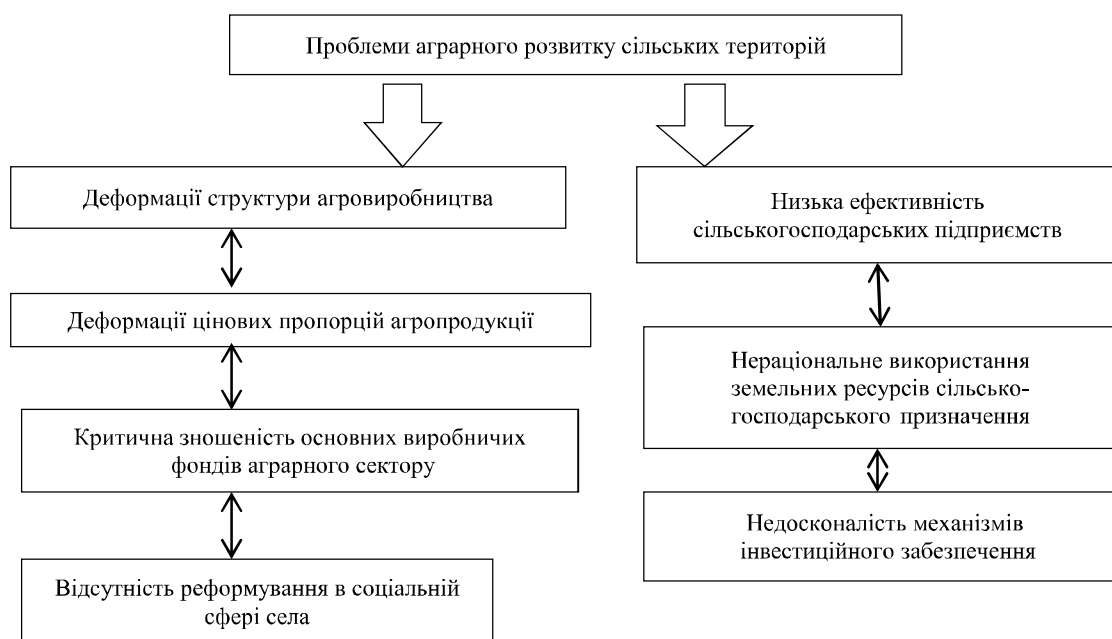 Проблеми аграрного розвитку сільських територій
Деформації структури агровиробництва
Деформації цінових пропорцій агропродукції
Критична зношеність основних виробничих
фондів аграрного сектору
Відсутність реформування в соціальній
сфері села
Низька ефективність
сільськогосподарських підприємств
Нераціональне використання
земельних ресурсів сільсько-
господарського призначення
Недосконалість механізмів
інвестиційного забезпечення